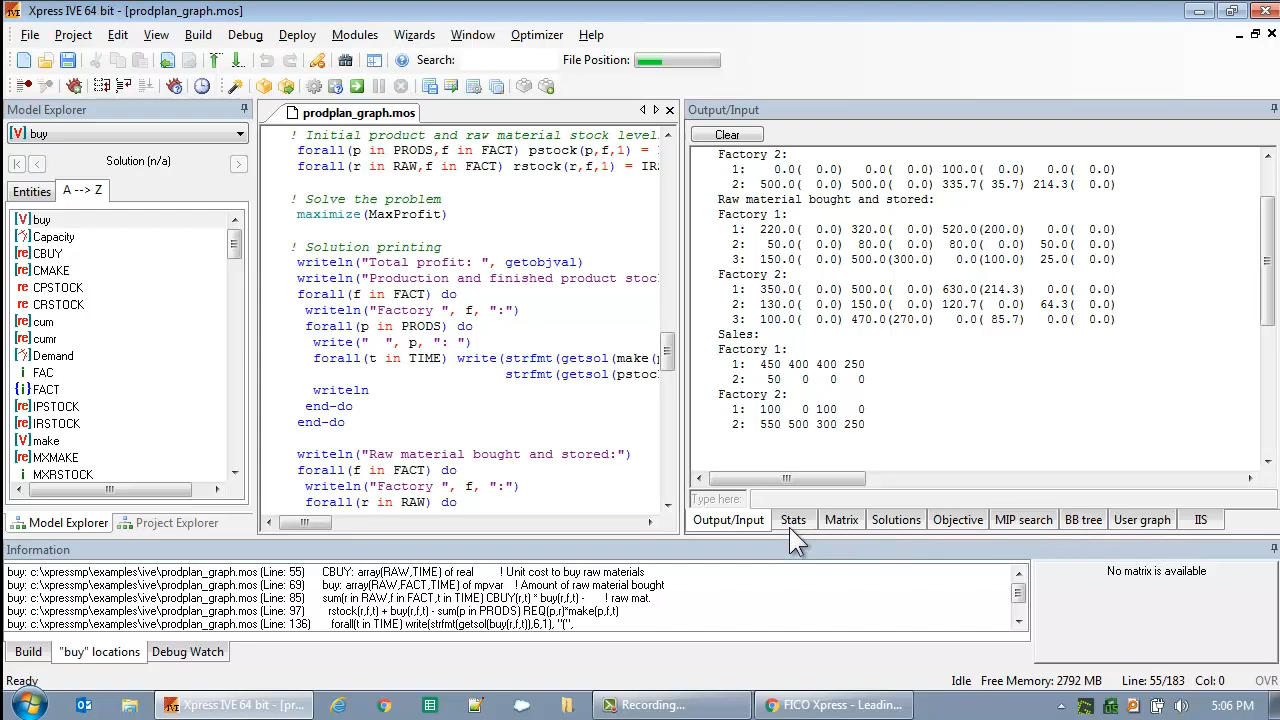 Xpress IVE 64 bit - [prodplan_graph.mos]
File Project Edit View Build Debug Deploy Modules Wizards Window Optimizer Help
Search: File Position:
Model Explorer
buy
Solution (n/a)
Entities A --> Z
buy
Capacity
CBUY
CMAKE
CPSTOCK
CRSTOCK
cum
cumr
Demand
FAC
FACT
IPSTOCK
IRSTOCK
make
MXMAKE
MXRSTOCK
Model Explorer Project Explorer
prodplan_graph.mos
! Initial product and raw material stock level
forall(p in PRODS,f in FACT) pstock(p,f,1) =
forall(r in RAW,f in FACT) rstock(r,f,1) = IR
! Solve the problem
maximize(MaxProfit)
! Solution printing
writeln("Total profit: ", getobjval)
writeln("Production and finished product stoc
forall(f in FACT) do
writeln("Factory ", f, ":")
forall(p in PRODS) do
write("  ", p, ": ")
forall(t in TIME) write(strfmt(getsol(make(
strfmt(getsol(pstoc
writeln
end-do
end-do
writeln("Raw material bought and stored:")
forall(f in FACT) do
writeln("Factory ", f, ":")
forall(r in RAW) do
Output/Input
Clear
Factory 2:
1: 0.0( 0.0) 0.0( 0.0) 100.0( 0.0) 0.0( 0.0)
2: 500.0( 0.0) 500.0( 0.0) 335.7( 35.7) 214.3( 0.0)
Raw material bought and stored:
Factory 1:
1: 220.0( 0.0) 320.0( 0.0) 520.0(200.0) 0.0( 0.0)
2: 50.0( 0.0) 80.0( 0.0) 80.0( 0.0) 50.0( 0.0)
3: 150.0( 0.0) 500.0(300.0) 0.0(100.0) 25.0( 0.0)
Factory 2:
1: 350.0( 0.0) 500.0( 0.0) 630.0(214.3) 0.0( 0.0)
2: 130.0( 0.0) 150.0( 0.0) 120.7( 0.0) 64.3( 0.0)
3: 100.0( 0.0) 470.0(270.0) 0.0( 85.7) 0.0( 0.0)
Sales:
Factory 1:
1: 450 400 400 250
2: 50 0 0 0
Factory 2:
1: 100 0 100 0
2: 550 500 300 250
Type here:
Output/Input Stats Matrix Solutions Objective MIP search BB tree User graph IIS
Information
buy: c:\xpressmp\examples\ive\prodplan_graph.mos (Line: 55) CBUY: array(RAW,TIME) of real ! Unit cost to buy raw materials
buy: c:\xpressmp\examples\ive\prodplan_graph.mos (Line: 69) buy: array(RAW,FACT,TIME) of mpvar ! Amount of raw material bought
buy: c:\xpressmp\examples\ive\prodplan_graph.mos (Line: 85) sum(r in RAW,f in FACT,t in TIME) CBUY(r,t) * buy(r,f,t) - ! raw mat.
buy: c:\xpressmp\examples\ive\prodplan_graph.mos (Line: 97) rstock(r,f,t) + buy(r,f,t) - sum(p in PRODS) REQ(p,r)*make(p,f,t)
buy: c:\xpressmp\examples\ive\prodplan_graph.mos (Line: 136) forall(t in TIME) write(strfmt(getsol(buy(r,f,t)),6,1), "(",
No matrix is available
Build "buy" locations Debug Watch
Ready Idle Free Memory: 2792 MB Line: 55/183 Col: 0 OVR
Xpress IVE 64 bit - [pr... Recording... FICO Xpress - Leadin... 5:06 PM